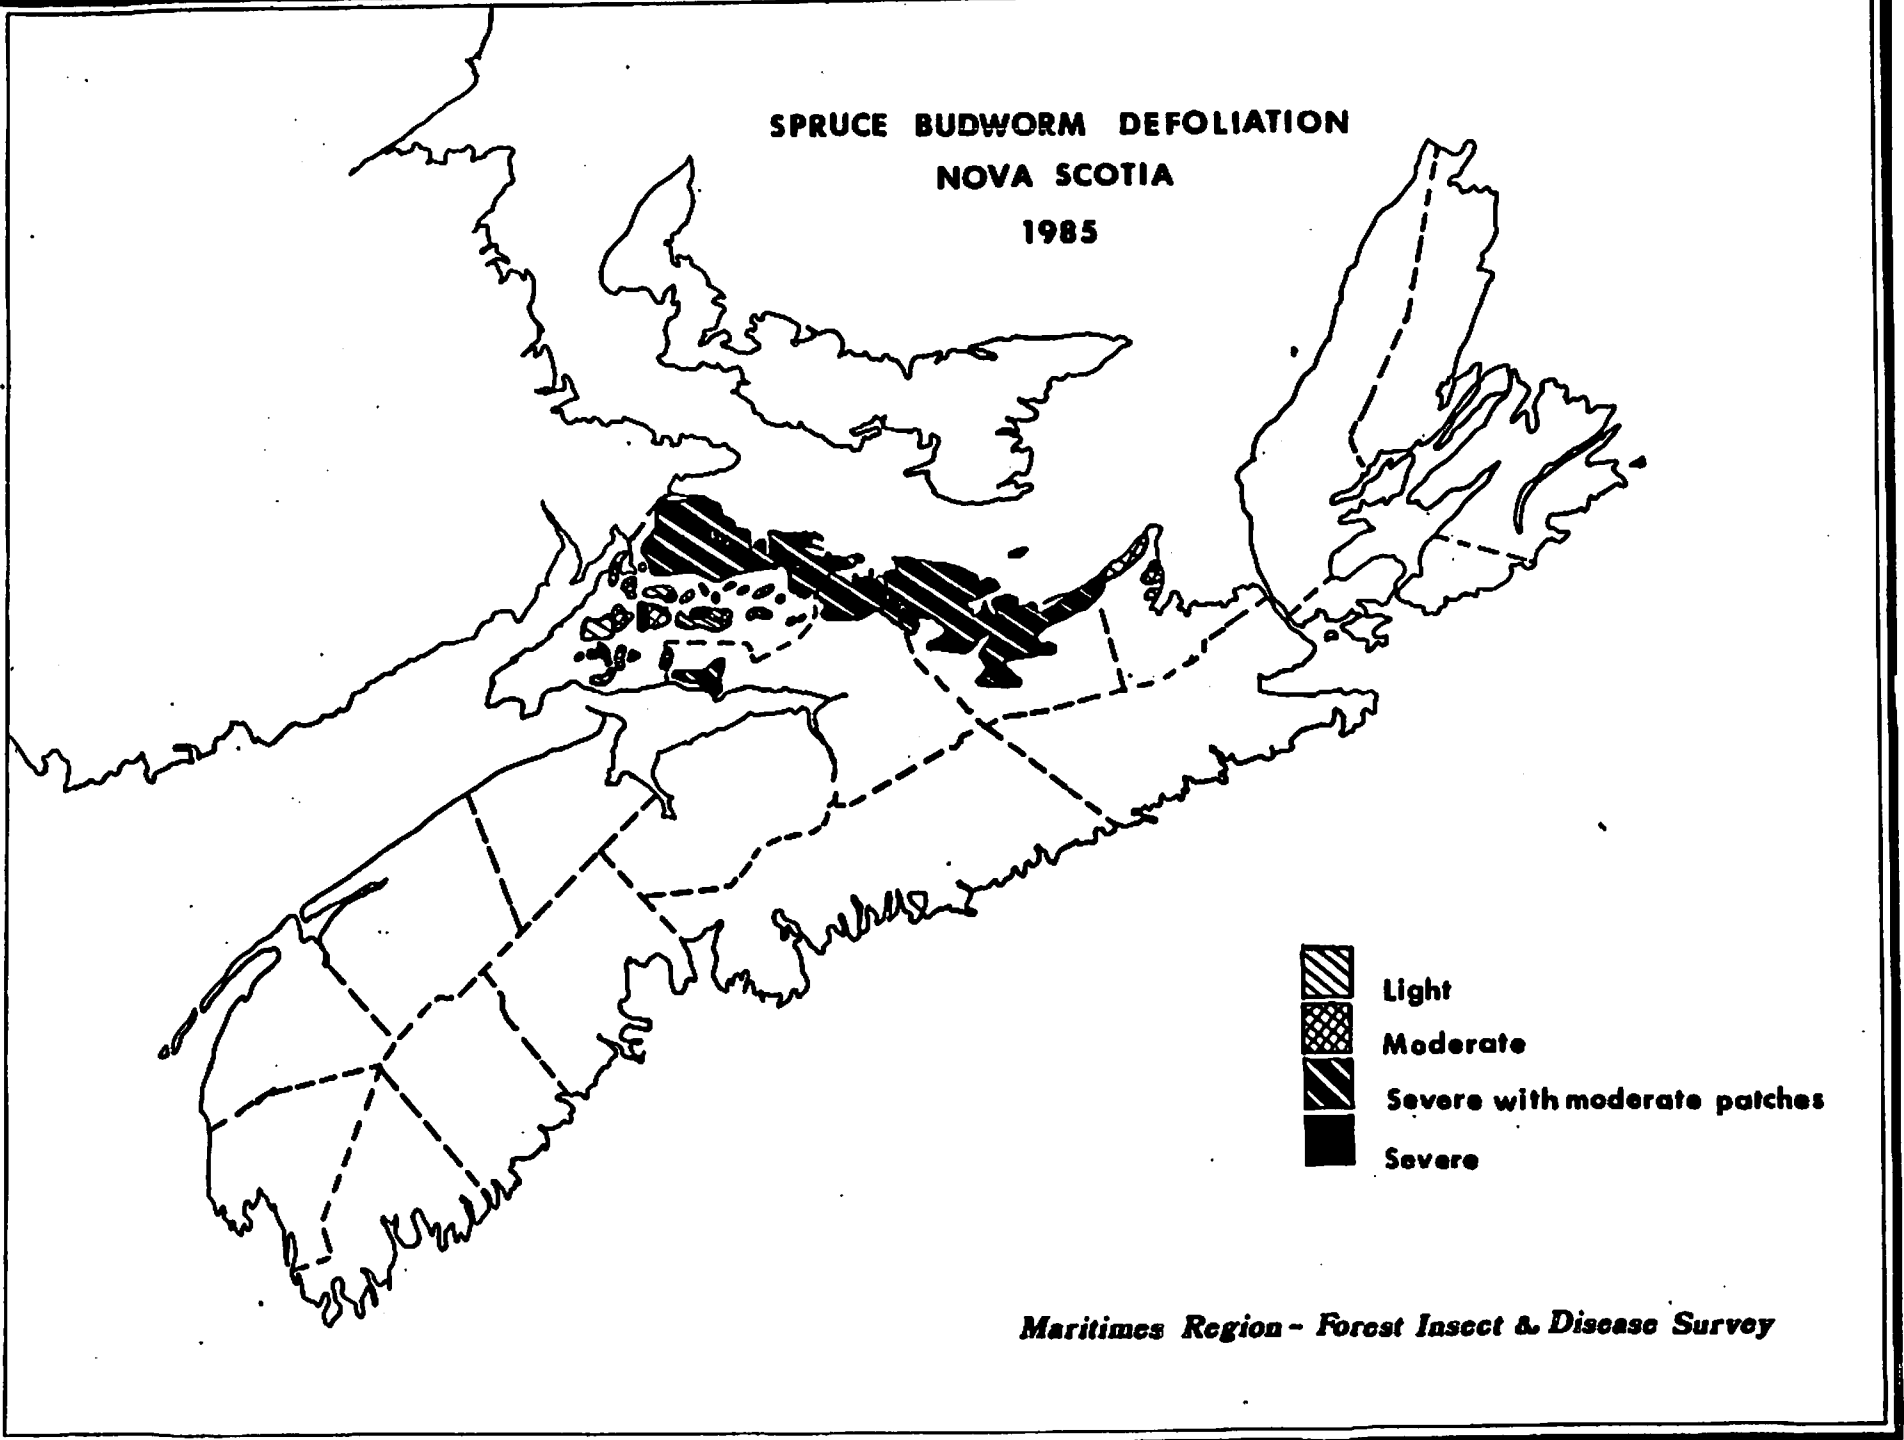 SPRUCE BUDWORM DEFOLIATION
NOVA SCOTIA
1985
Light
Moderate
Severe with moderate patches
Severe
Maritimes Region - Forest Insect & Disease Survey